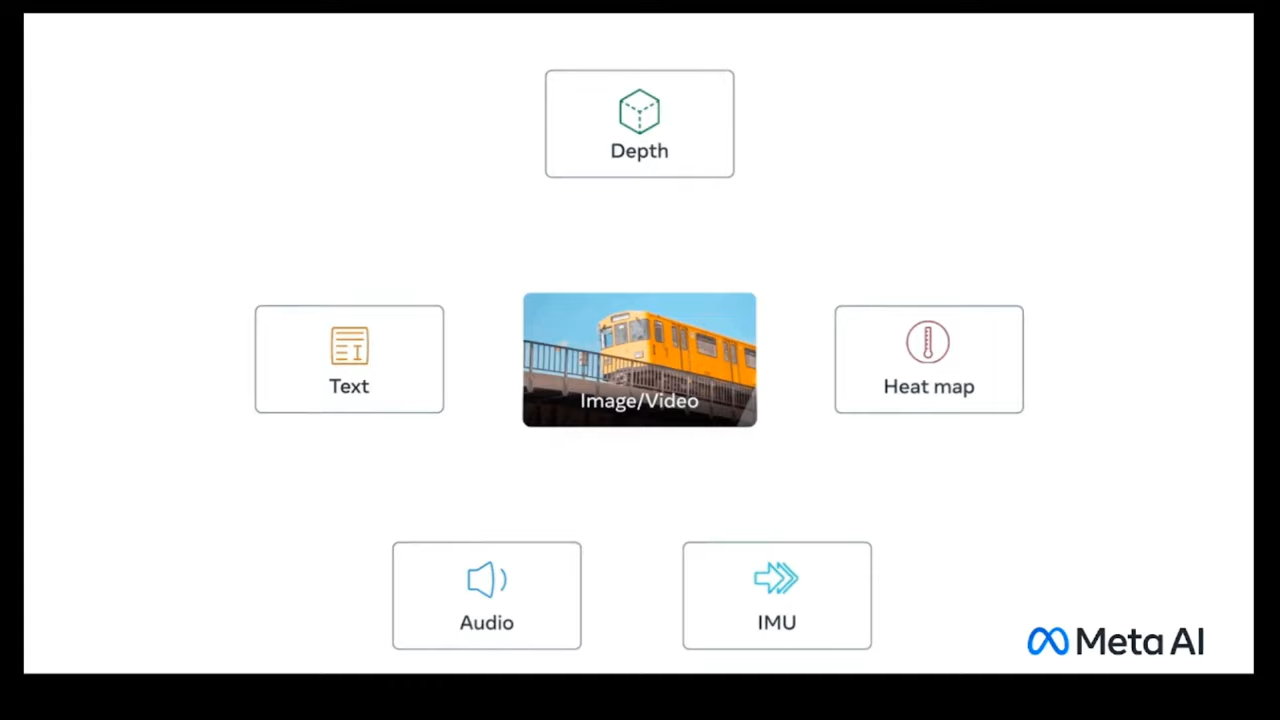 Depth
Text
Image/Video
Heat map
Audio
IMU
Meta AI